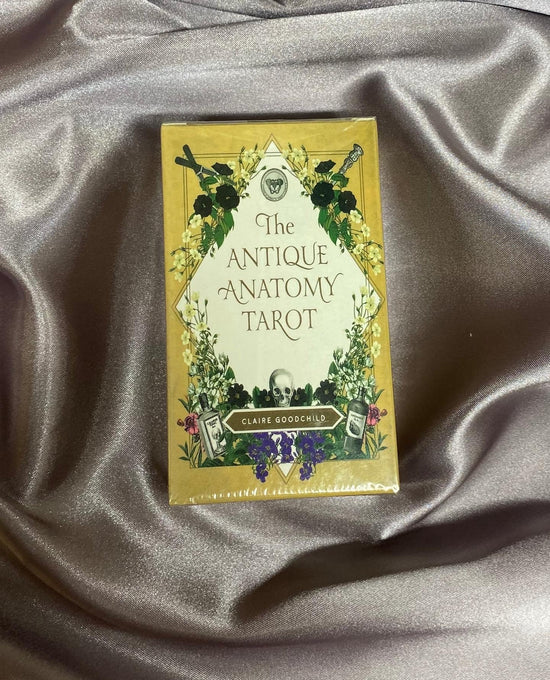 The
ANTIQUE
ANATOMY
TAROT
CLAIRE GOODCHILD